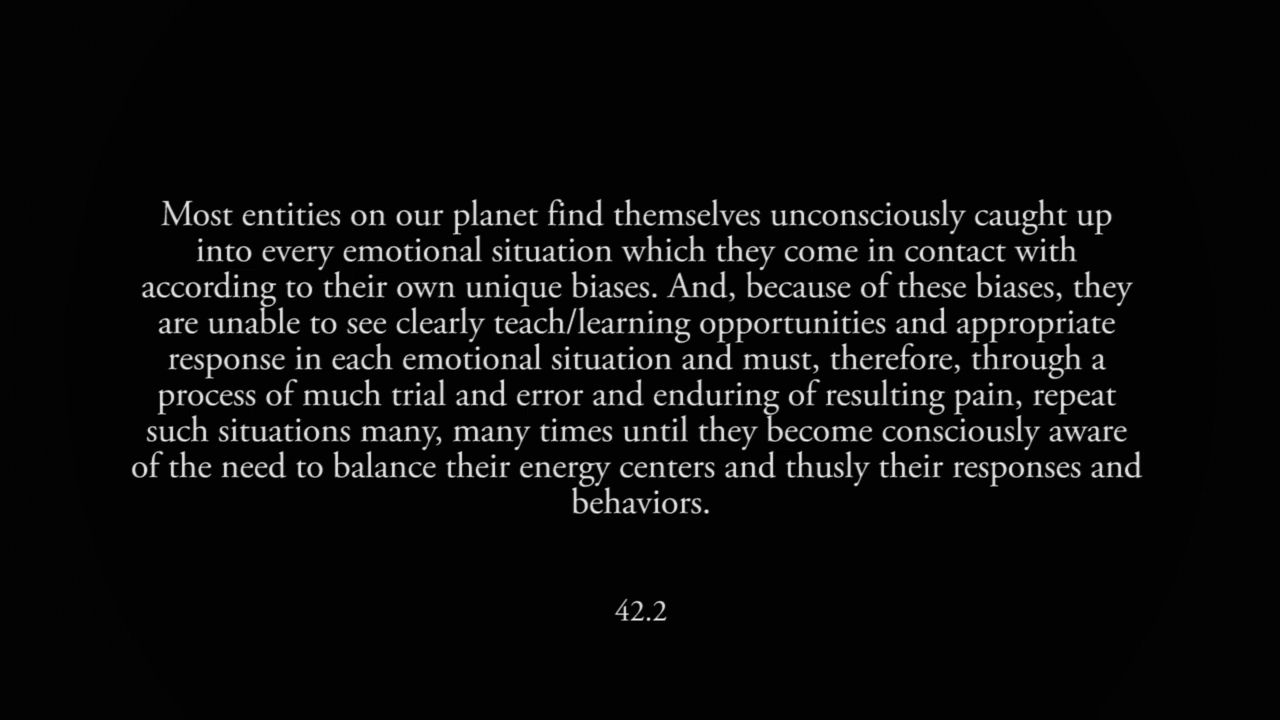 Most entities on our planet find themselves unconsciously caught up
into every emotional situation which they come in contact with
according to their own unique biases. And, because of these biases, they
are unable to see clearly teach/learning opportunities and appropriate
response in each emotional situation and must, therefore, through a
process of much trial and error and enduring of resulting pain, repeat
such situations many, many times until they become consciously aware
of the need to balance their energy centers and thusly their responses and
behaviors.
42.2